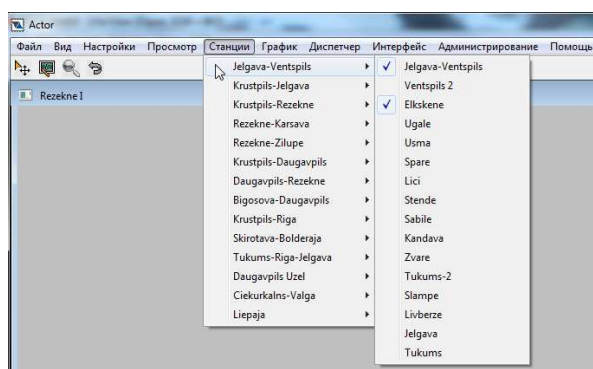 Actor
Файл Вид Настройки Просмотр Станции График Диспетчер Интерфейс Администрирование Помощь
Rezekne I
Jelgava-Ventspils
Krustpils-Jelgava
Krustpils-Rezekne
Rezekne-Karsava
Rezekne-Zilupe
Krustpils-Daugavpils
Daugavpils-Rezekne
Bigosova-Daugavpils
Krustpils-Riga
Skirotava-Bolderaja
Tukums-Riga-Jelgava
Daugavpils Uzel
Ciekurkalns-Valga
Liepaja
Jelgava-Ventspils
Ventspils 2
Elkskene
Ugale
Usma
Spare
Lici
Stende
Sabile
Kandava
Zvare
Tukums-2
Slampe
Livberze
Jelgava
Tukums